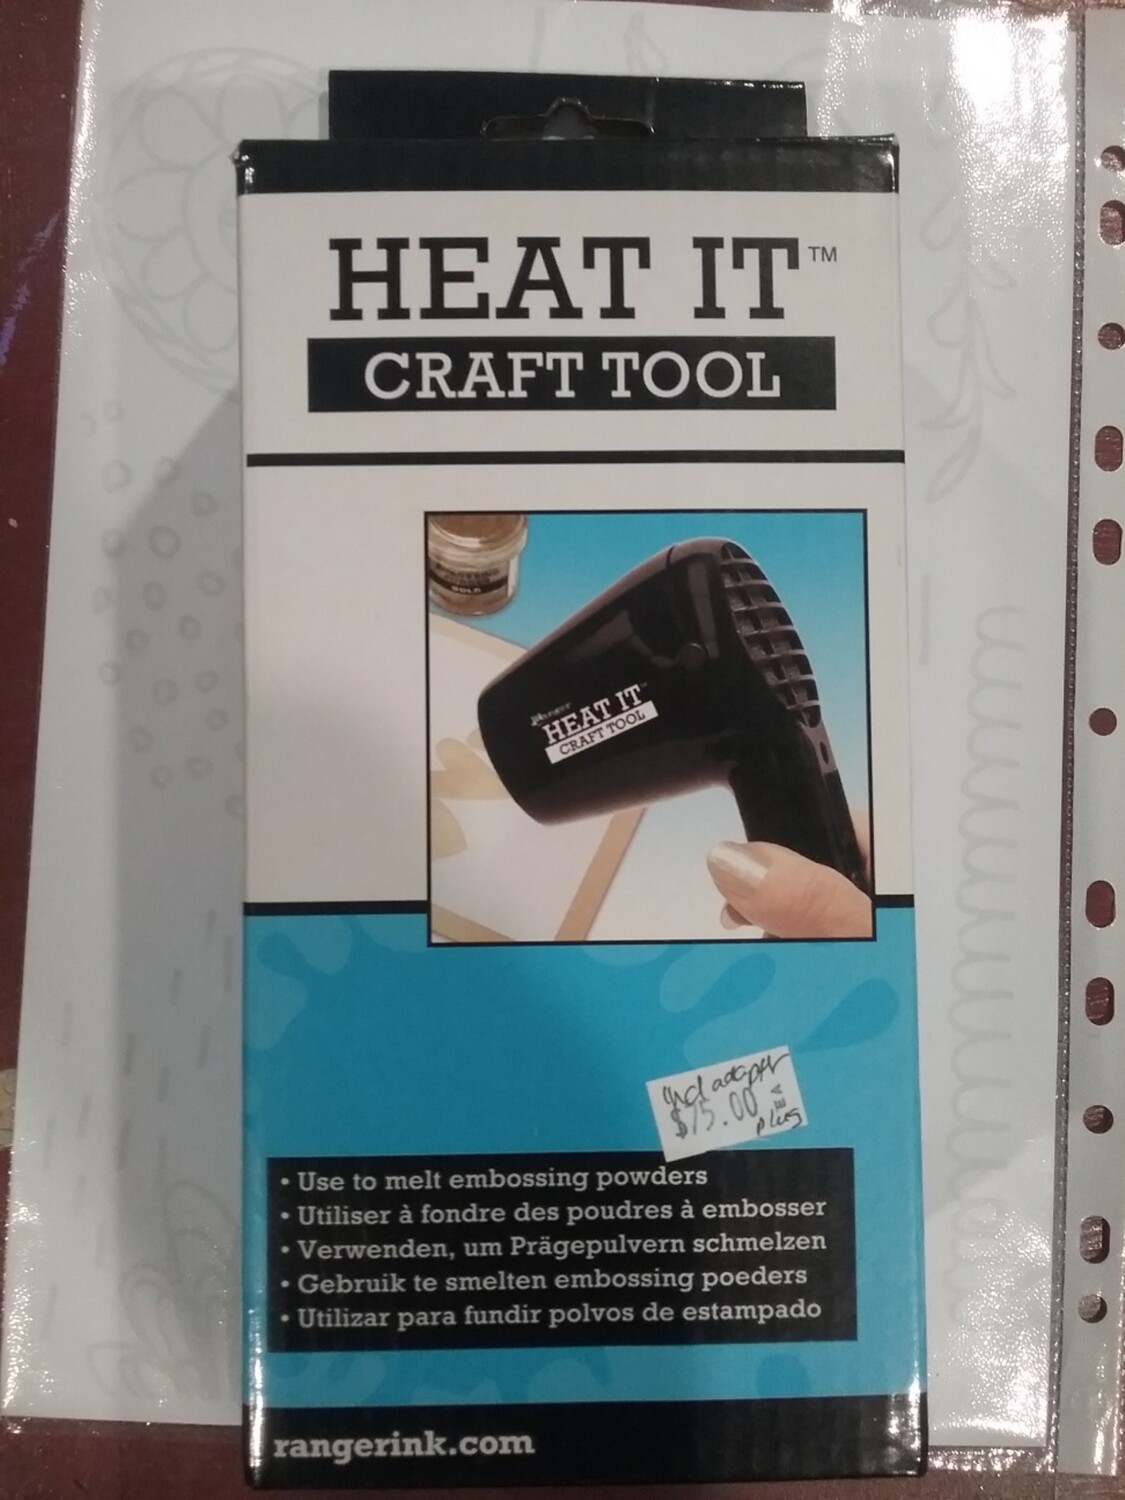 HEAT IT™
CRAFT TOOL
GOLD
Ranger
HEAT IT™
CRAFT TOOL
incl adapter
$75.00 EA
plug
• Use to melt embossing powders
• Utiliser à fondre des poudres à embosser
• Verwenden, um Prägepulvern schmelzen
• Gebruik te smelten embossing poeders
• Utilizar para fundir polvos de estampado
rangerink.com